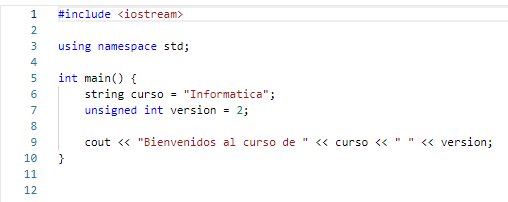 1 #include <iostream>
2
3 using namespace std;
4
5 int main() {
6     string curso = "Informatica";
7     unsigned int version = 2;
8
9     cout << "Bienvenidos al curso de " << curso << " " << version;
10 }
11
12